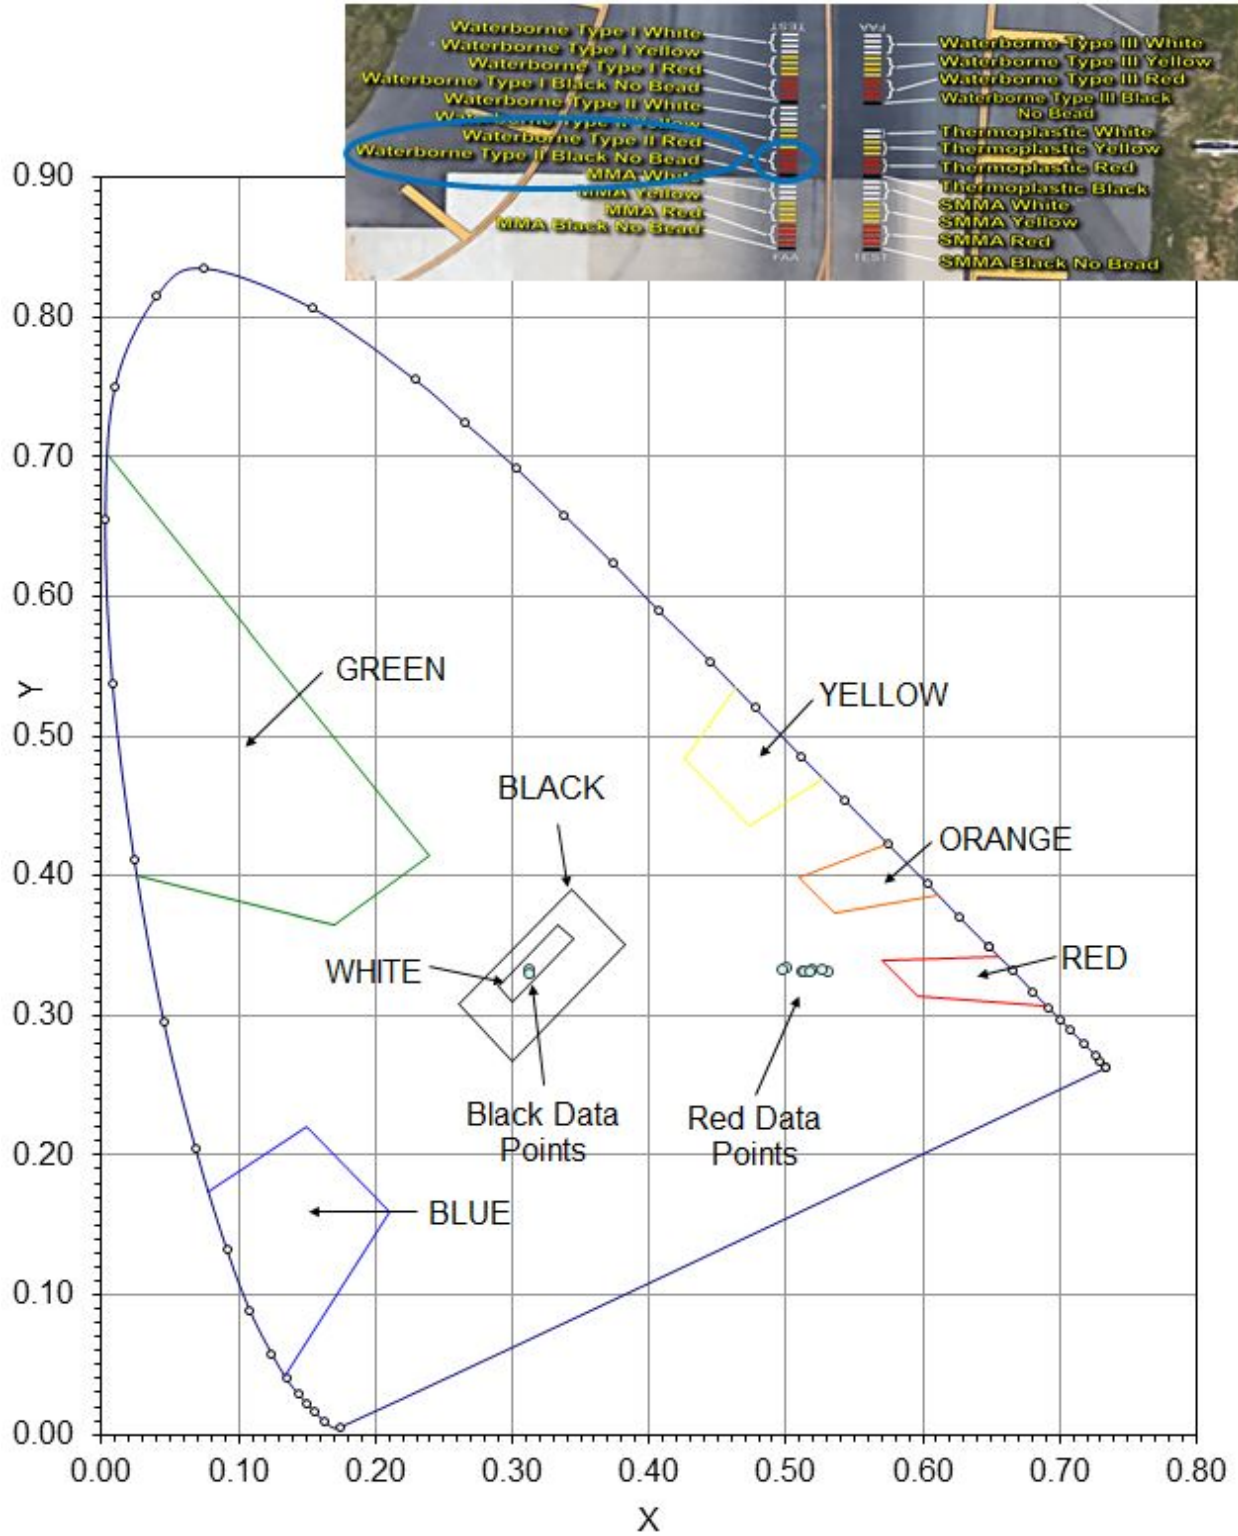 Waterborne Type I White
Waterborne Type I Yellow
Waterborne Type I Red
Waterborne Type I Black No Bead
Waterborne Type II White
Waterborne Type II Yellow
Waterborne Type II Red
Waterborne Type II Black No Bead
MMA White
MMA Yellow
MMA Red
MMA Black No Bead
TEST
FAA
FAA
TEST
Waterborne Type III White
Waterborne Type III Yellow
Waterborne Type III Red
Waterborne Type III Black
No Bead
Thermoplastic White
Thermoplastic Yellow
Thermoplastic Red
Thermoplastic Black
SMMA White
SMMA Yellow
SMMA Red
SMMA Black No Bead
0.90
0.80
0.70
0.60
0.50
0.40
0.30
0.20
0.10
0.00
Y
GREEN
YELLOW
BLACK
ORANGE
WHITE
RED
Black Data
Points
Red Data
Points
BLUE
0.00 0.10 0.20 0.30 0.40 0.50 0.60 0.70 0.80
X